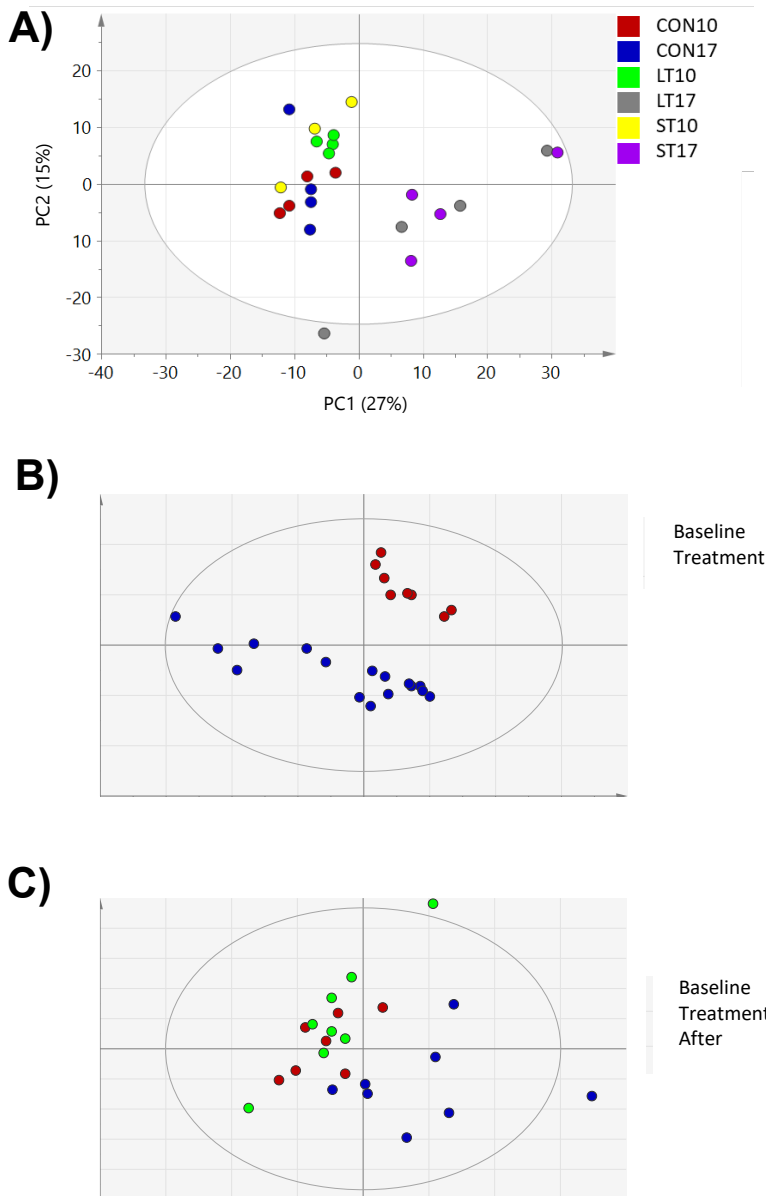 A)
CON10
CON17
LT10
LT17
ST10
ST17
20
10
0
10
-20
-30
PC2 (15%)
-40
-30
-20
-10
0
10
20
30
PC1 (27%)
B)
Baseline
Treatment
C)
Baseline
Treatment
After